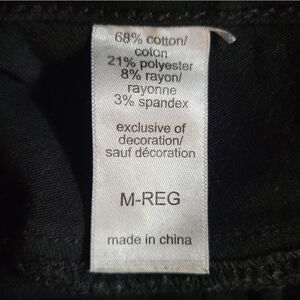 68% cotton/
coton
21% polyester
8% rayon/
rayonne
3% spandex
exclusive of
decoration/
sauf décoration
M-REG
made in china